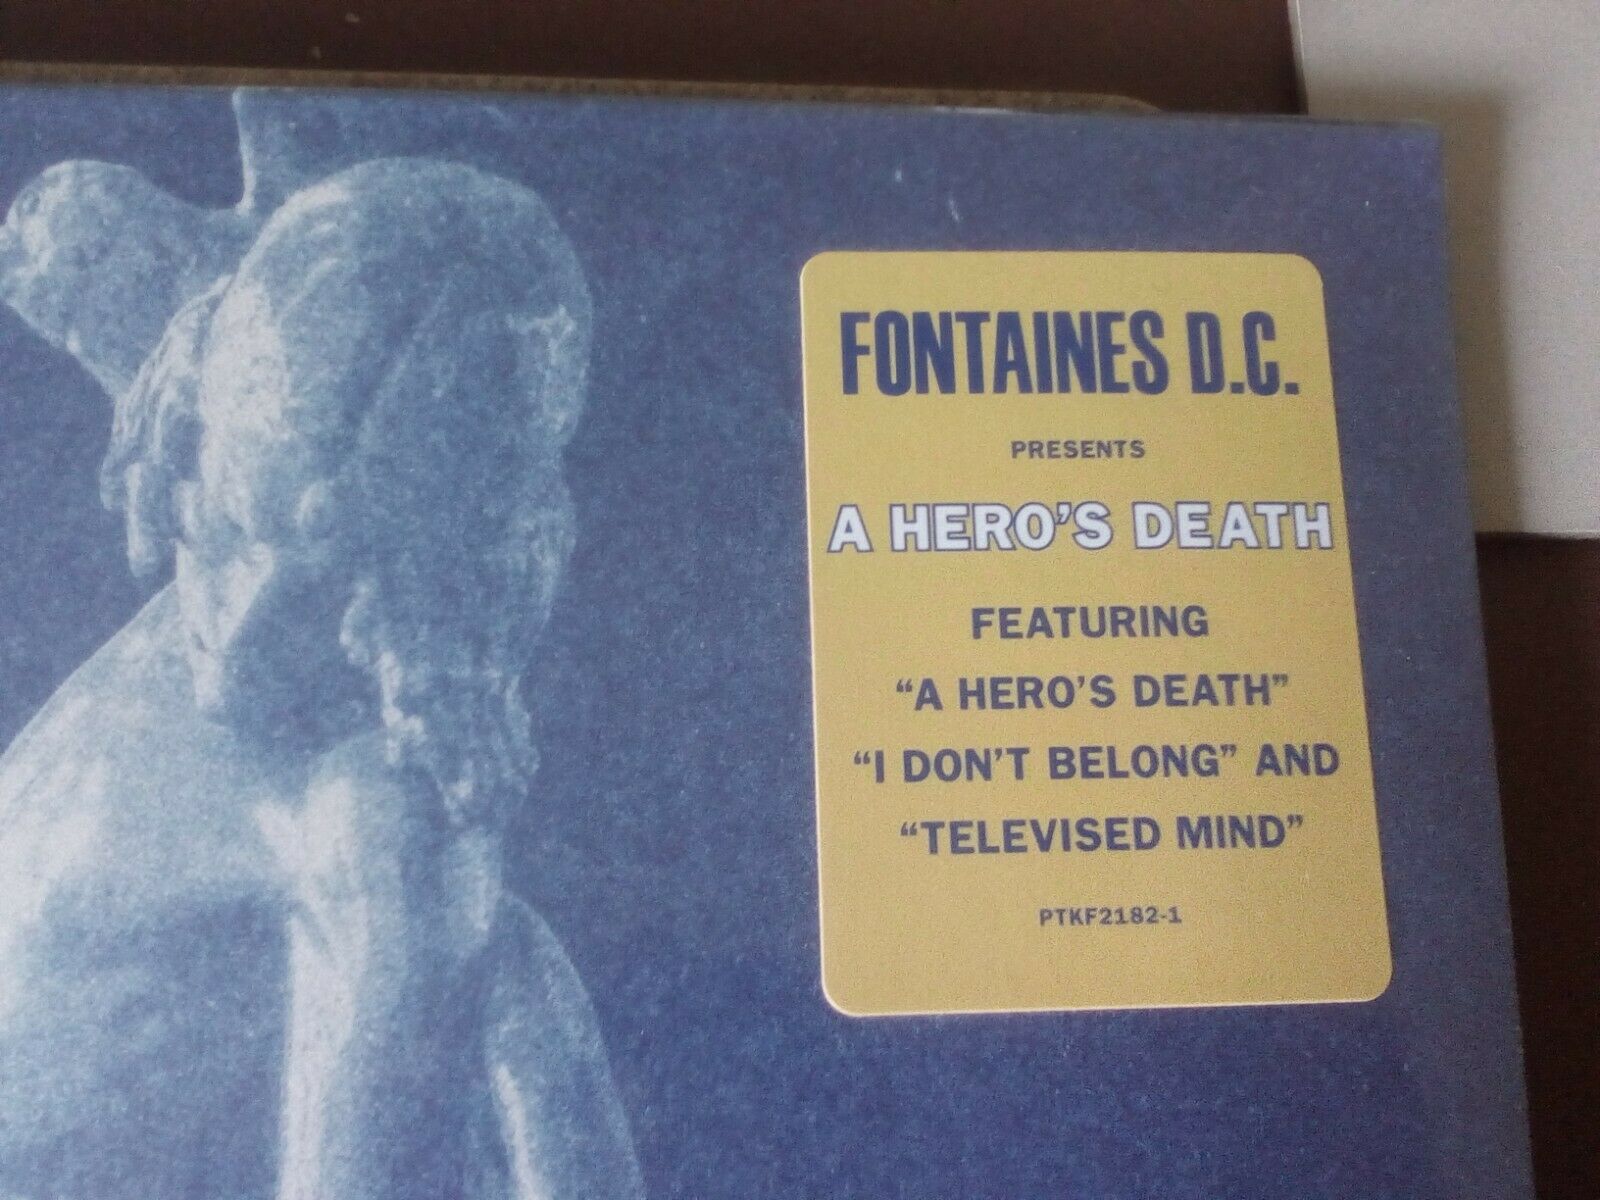 FONTAINES D.C.
PRESENTS
A HERO'S DEATH
FEATURING
“A HERO'S DEATH”
“I DON'T BELONG” AND
“TELEVISED MIND”
PTKF2182-1